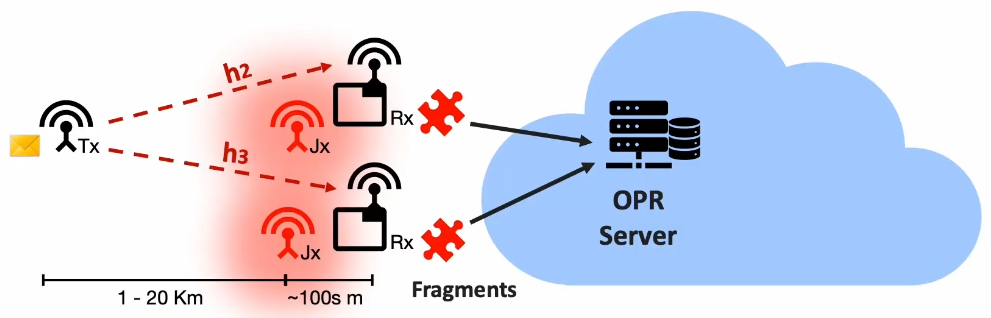 h2
Tx
Rx
Jx
h3
Rx
Jx
OPR
Server
1 - 20 Km
~100s m
Fragments